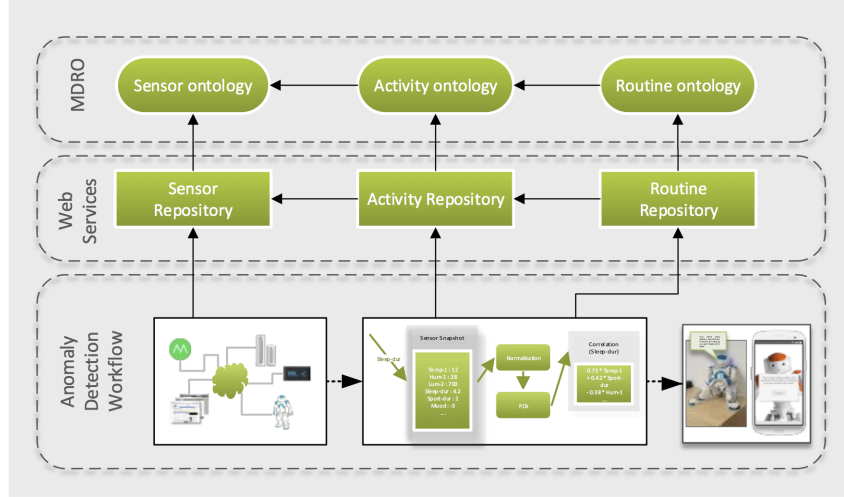 MDRO
Sensor ontology
Activity ontology
Routine ontology
Web
Services
Sensor
Repository
Activity Repository
Routine
Repository
Anomaly
Detection
Workflow
Sleep-dur
Sensor Snapshot
Temp-1 : 12
Hum-1 : 28
Lum-2 : 700
Sleep-dur : 4.2
Sport-dur : 2
Mood : -3
...
Normalization
PCA
Correlation
(Sleep-dur)
0.75 * Temp-1
+ 0.42 * Sport-
dur
- 0.38 * Hum-1
...